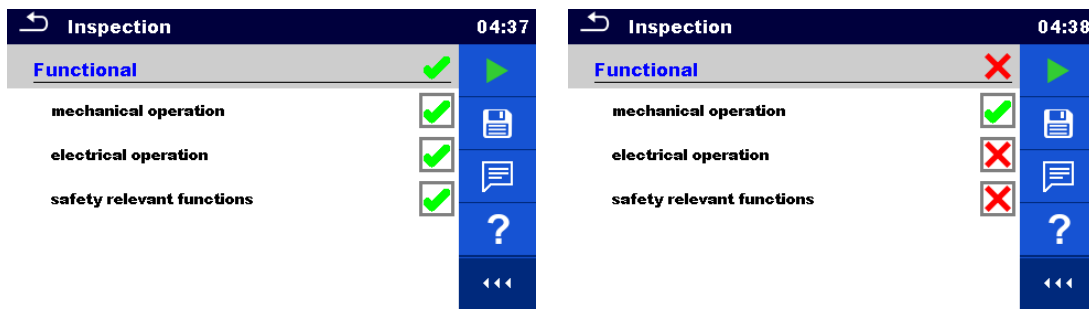 Inspection 04:37
Functional
mechanical operation
electrical operation
safety relevant functions
?
Inspection 04:38
Functional
mechanical operation
electrical operation
safety relevant functions
?